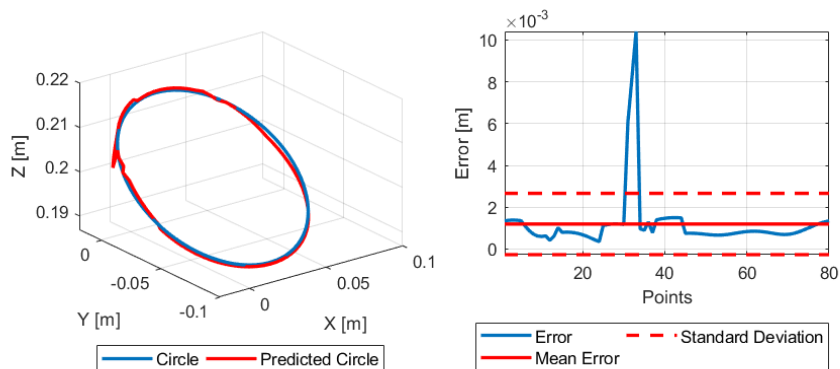 0.22
0.21
0.2
0.19
Z [m]
0
-0.05
-0.1
Y [m]
0
0.05
0.1
X [m]
Circle
Predicted Circle
×10⁻³
10
8
6
4
2
0
Error [m]
20
40
60
80
Points
Error
Standard Deviation
Mean Error